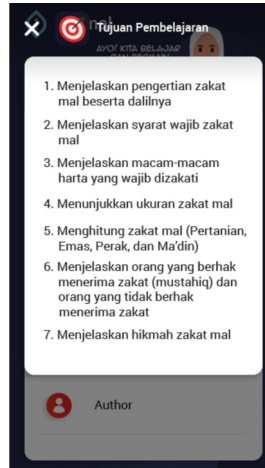 Tujuan Pembelajaran
AYO! KITA BELAJAR
1. Menjelaskan pengertian zakat
mal beserta dalilnya
2. Menjelaskan syarat wajib zakat
mal
3. Menjelaskan macam-macam
harta yang wajib dizakati
4. Menunjukkan ukuran zakat mal
5. Menghitung zakat mal (Pertanian,
Emas, Perak, dan Ma'din)
6. Menjelaskan orang yang berhak
menerima zakat (mustahiq) dan
orang yang tidak berhak
menerima zakat
7. Menjelaskan hikmah zakat mal
Author